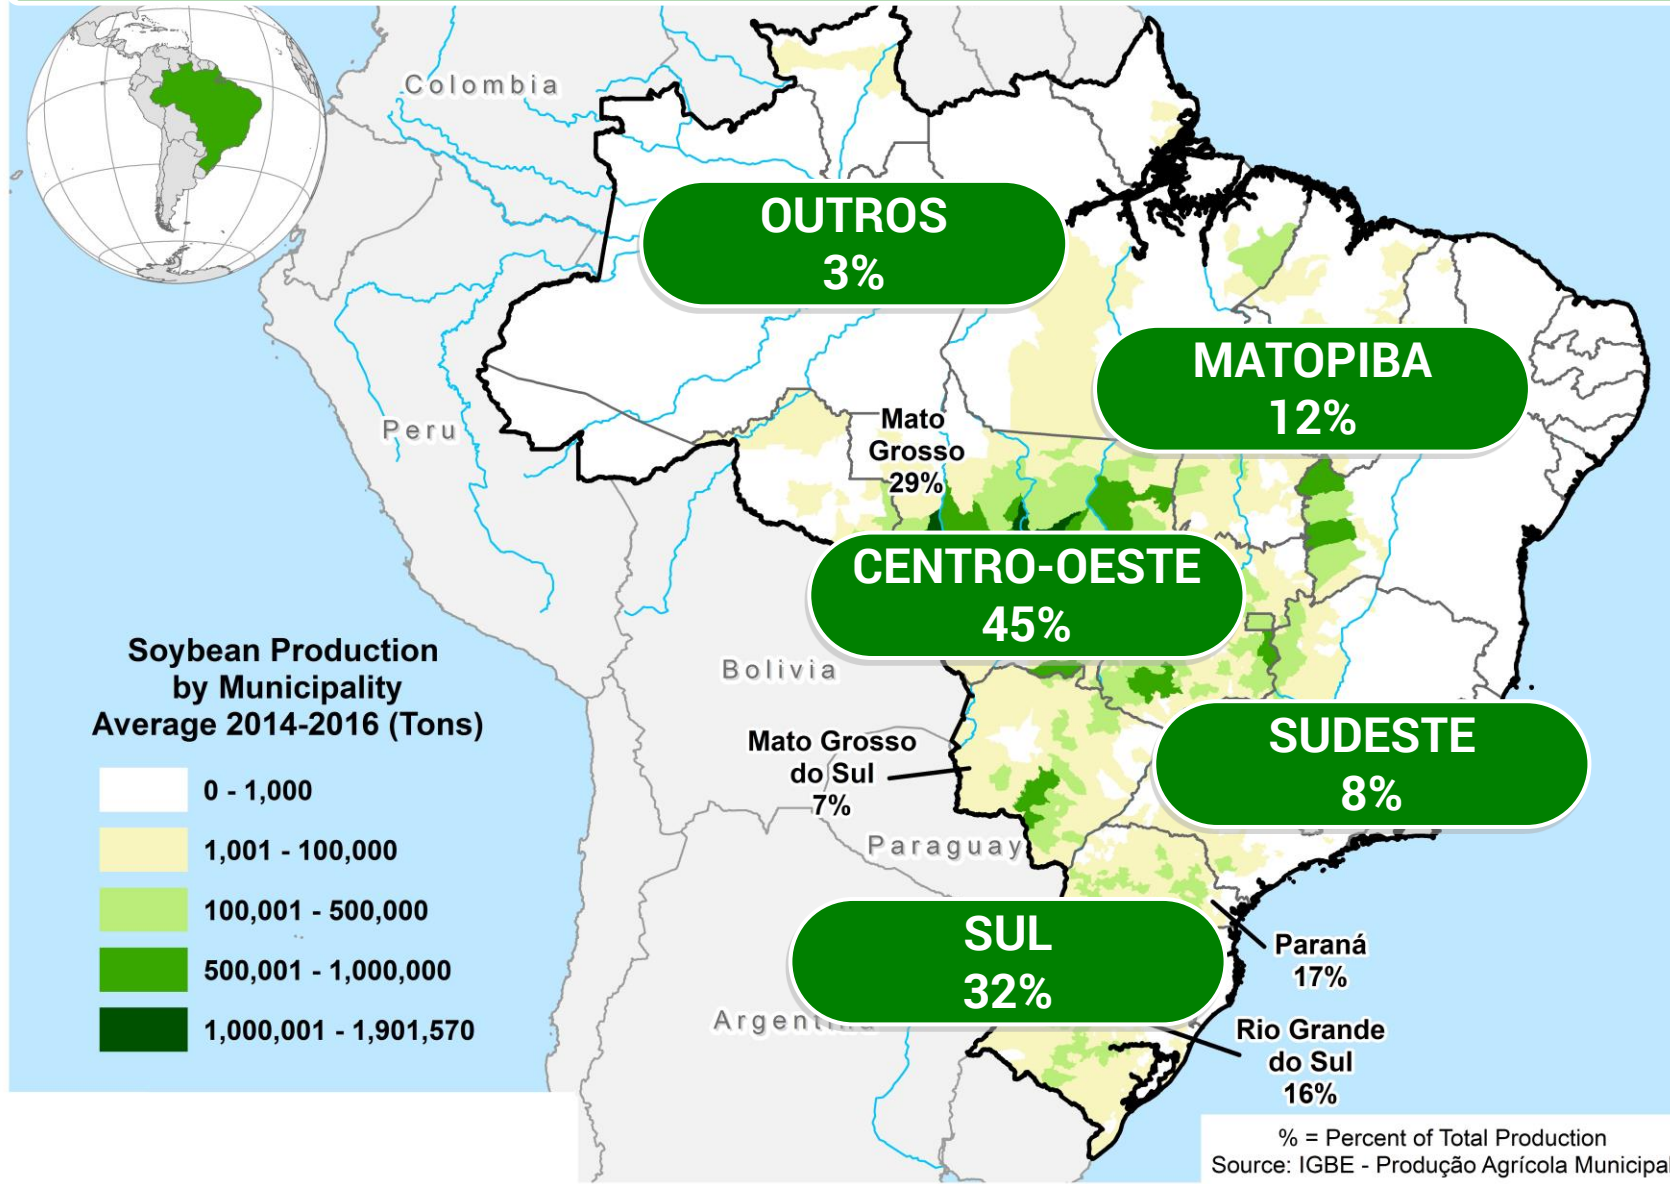 Colombia
OUTROS
3%
MATOPIBA
12%
Peru
Mato
Grosso
29%
CENTRO-OESTE
45%
Bolivia
Soybean Production
by Municipality
Average 2014-2016 (Tons)
0 - 1,000
1,001 - 100,000
100,001 - 500,000
500,001 - 1,000,000
1,000,001 - 1,901,570
Mato Grosso
do Sul
7%
SUDESTE
8%
Paraguay
SUL
32%
Paraná
17%
Argentina
Rio Grande
do Sul
16%
% = Percent of Total Production
Source: IGBE - Produção Agrícola Municipal